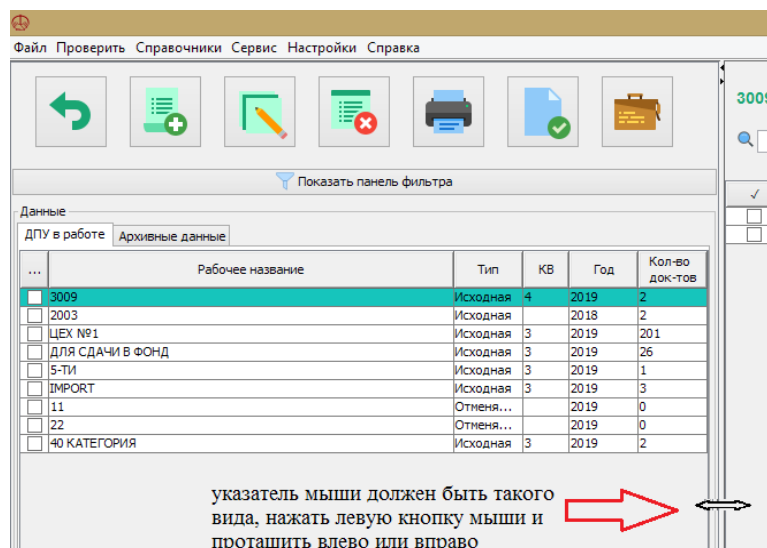 Файл Проверить Справочники Сервис Настройки Справка
3009
Показать панель фильтра
✓
Данные
ДПУ в работе Архивные данные
... Рабочее название Тип КВ Год Кол-во док-тов
3009 Исходная 4 2019 2
2003 Исходная 2018 2
ЦЕХ №1 Исходная 3 2019 201
ДЛЯ СДАЧИ В ФОНД Исходная 3 2019 26
5-ТИ Исходная 3 2019 1
IMPORT Исходная 3 2019 3
11 Отменя... 2019 0
22 Отменя... 2019 0
40 КАТЕГОРИЯ Исходная 3 2019 2
указатель мыши должен быть такого
вида, нажать левую кнопку мыши и
протащить влево или вправо